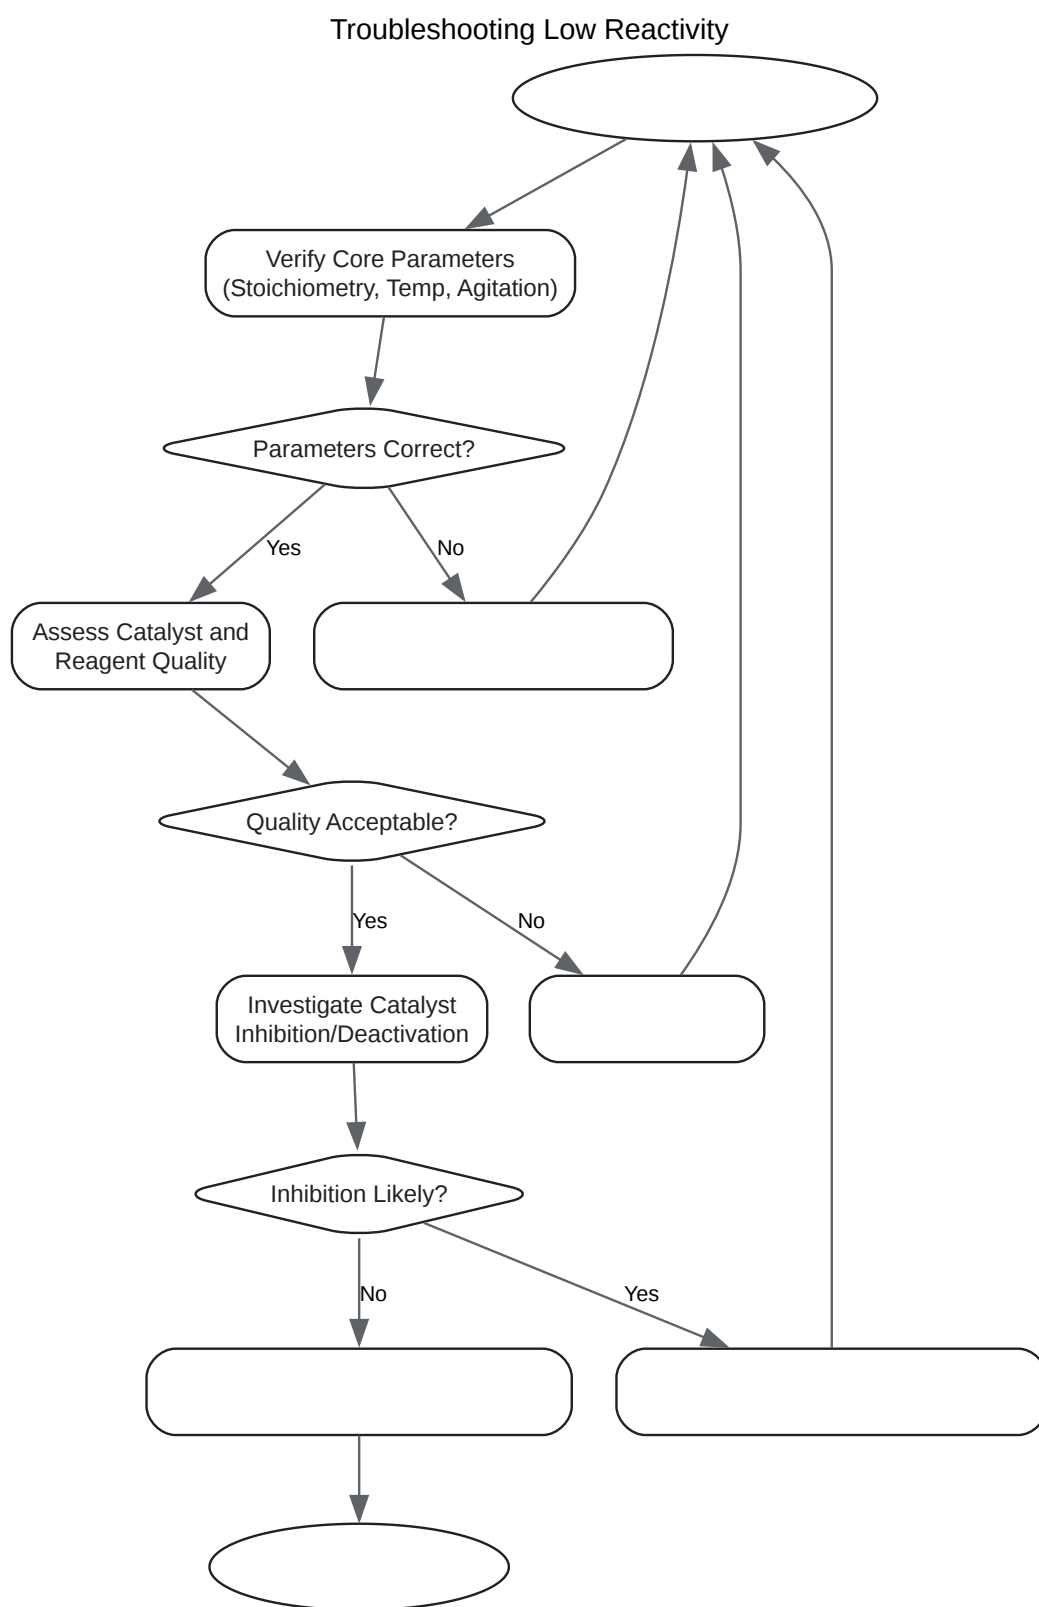 Troubleshooting Low Reactivity
Verify Core Parameters
(Stoichiometry, Temp, Agitation)
Parameters Correct?
Yes
No
Assess Catalyst and
Reagent Quality
Quality Acceptable?
Yes
No
Investigate Catalyst
Inhibition/Deactivation
Inhibition Likely?
No
Yes